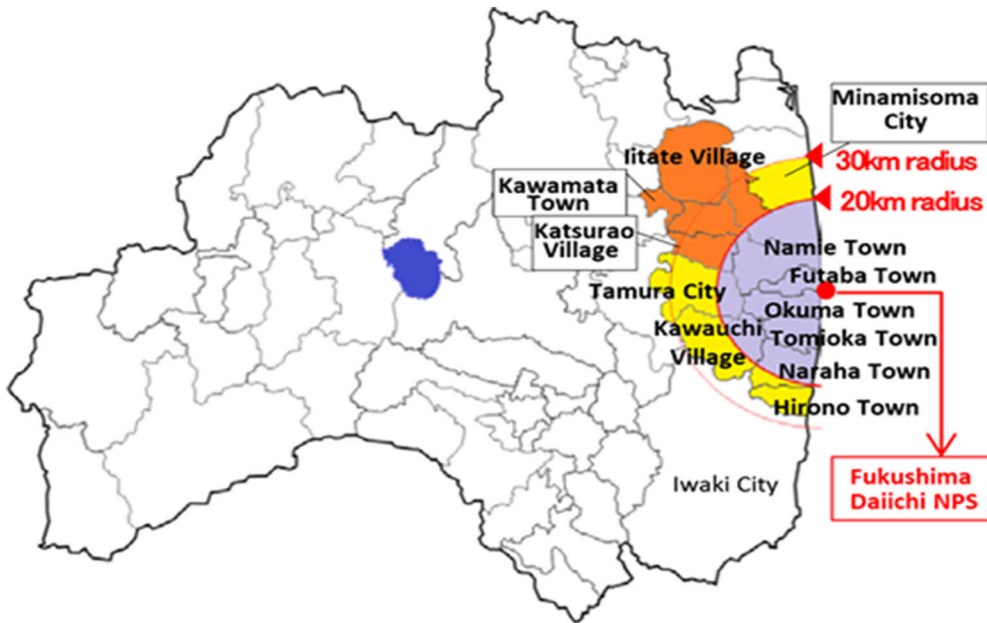 Minamisoma
City
Iitate Village
30km radius
Kawamata
Town
20km radius
Katsurao
Village
Namie Town
Futaba Town
Tamura City
Okuma Town
Kawauchi
Village
Tomioka Town
Naraha Town
Hirono Town
Iwaki City
Fukushima
Daiichi NPS